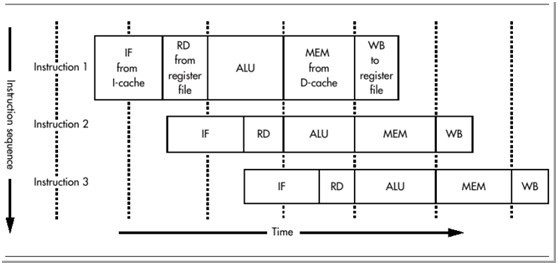 Instruction sequence
Instruction 1
IF
from
I-cache
RD
from
register
file
ALU
MEM
from
D-cache
WB
to
register
file
Instruction 2
IF
RD
ALU
MEM
WB
Instruction 3
IF
RD
ALU
MEM
WB
Time